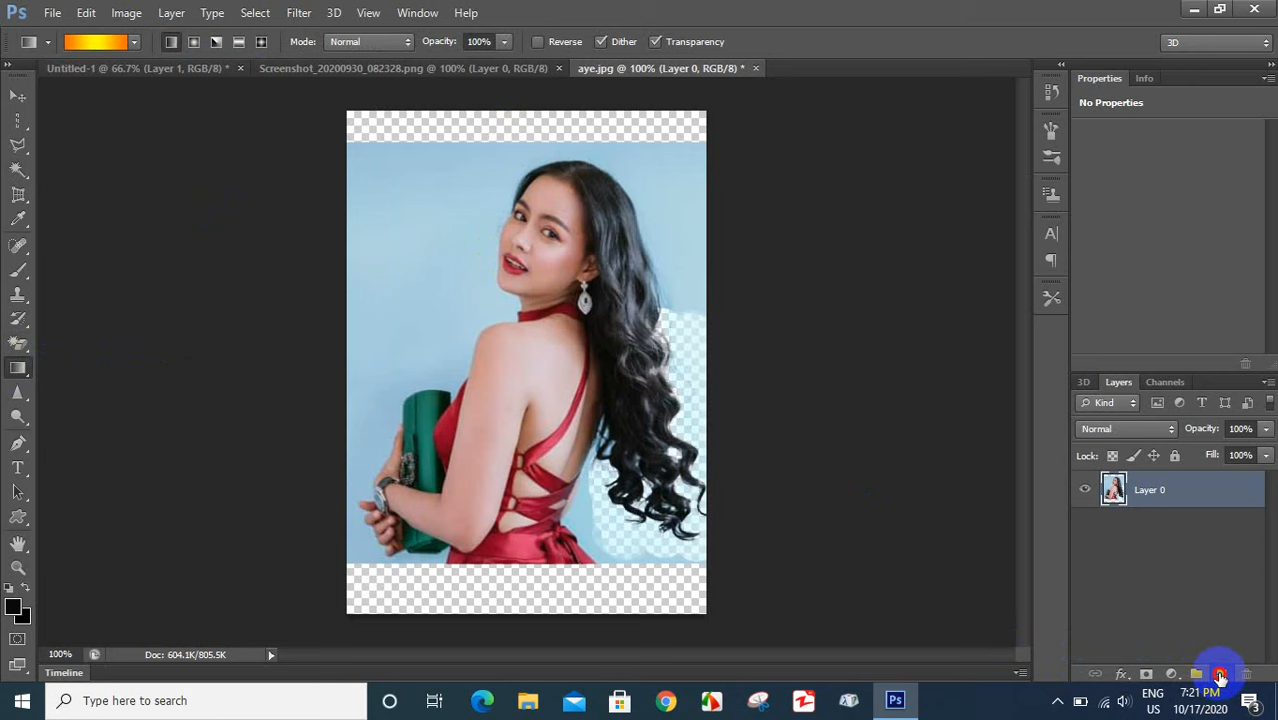 Ps File Edit Image Layer Type Select Filter 3D View Window Help
Mode: Normal Opacity: 100% Reverse Dither Transparency 3D
Untitled-1 @ 66.7% (Layer 1, RGB/8) * × Screenshot_20200930_082328.png @ 100% (Layer 0, RGB/8) × aye.jpg @ 100% (Layer 0, RGB/8) * ×
Properties Info
No Properties
3D Layers Channels
Kind
Normal Opacity: 100%
Lock: Fill: 100%
Layer 0
100% Doc: 604.1K/805.5K
Timeline
Type here to search
ENG
US
7:21 PM
10/17/2020
3